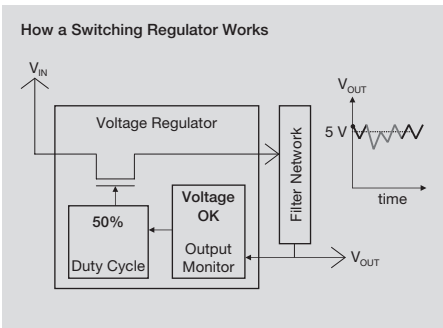 How a Switching Regulator Works
VIN
Voltage Regulator
50%
Duty Cycle
Voltage
OK
Output
Monitor
Filter Network
VOUT
VOUT
5 V
time